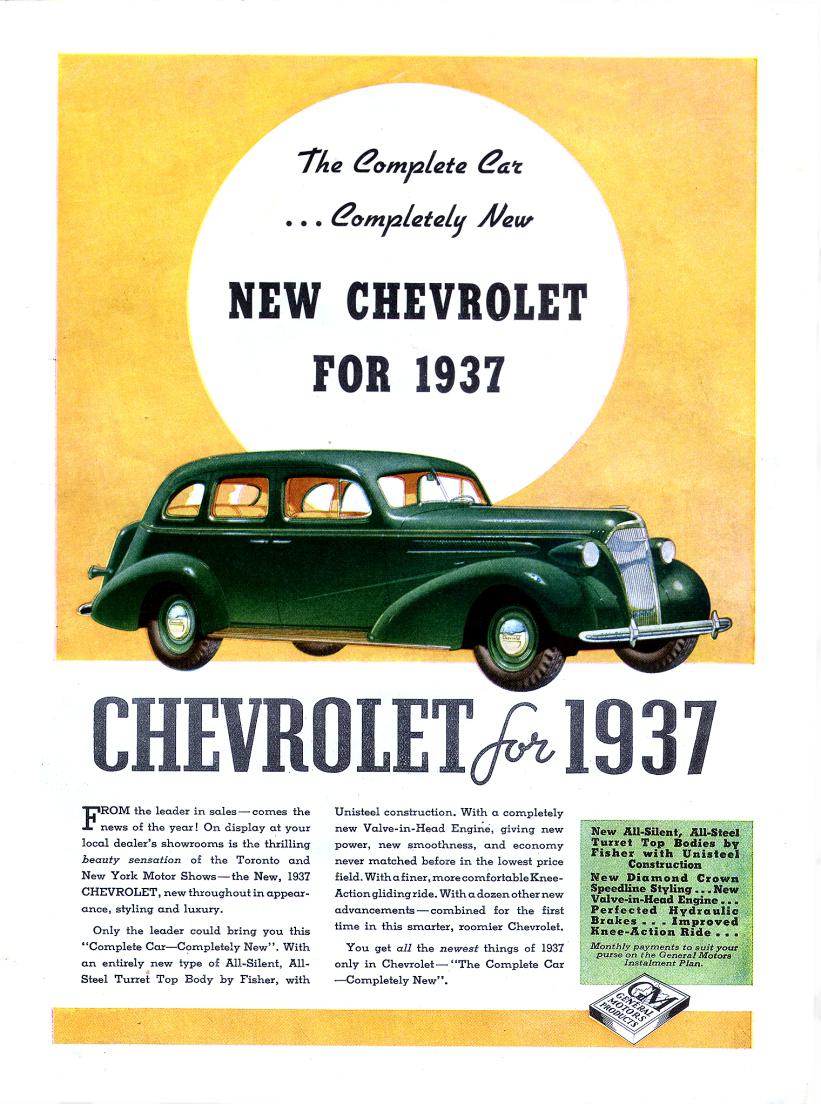 The Complete Car
...Completely New
NEW CHEVROLET
FOR 1937
CHEVROLET for 1937
FROM the leader in sales—comes the
news of the year! On display at your
local dealer's showrooms is the thrilling
beauty sensation of the Toronto and
New York Motor Shows—the New, 1937
CHEVROLET, new throughout in appear-
ance, styling and luxury.
Only the leader could bring you this
"Complete Car—Completely New". With
an entirely new type of All-Silent, All-
Steel Turret Top Body by Fisher, with
Unisteel construction. With a completely
new Valve-in-Head Engine, giving new
power, new smoothness, and economy
never matched before in the lowest price
field. With a finer, more comfortable Knee-
Action gliding ride. With a dozen other new
advancements—combined for the first
time in this smarter, roomier Chevrolet.
You get all the newest things of 1937
only in Chevrolet—"The Complete Car
—Completely New".
New All-Silent, All-Steel
Turret Top Bodies by
Fisher with Unisteel
Construction
New Diamond Crown
Speedline Styling...New
Valve-in-Head Engine...
Perfected Hydraulic
Brakes...Improved
Knee-Action Ride...
Monthly payments to suit your
purse on the General Motors
Instalment Plan.
GM
GENERAL
MOTORS
PRODUCTS